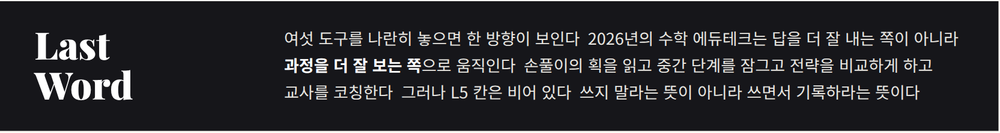 Last
Word
여섯 도구를 나란히 놓으면 한 방향이 보인다 2026년의 수학 에듀테크는 답을 더 잘 내는 쪽이 아니라
과정을 더 잘 보는 쪽으로 움직인다 손풀이의 획을 읽고 중간 단계를 잠그고 전략을 비교하게 하고
교사를 코칭한다 그러나 L5 칸은 비어 있다 쓰지 말라는 뜻이 아니라 쓰면서 기록하라는 뜻이다